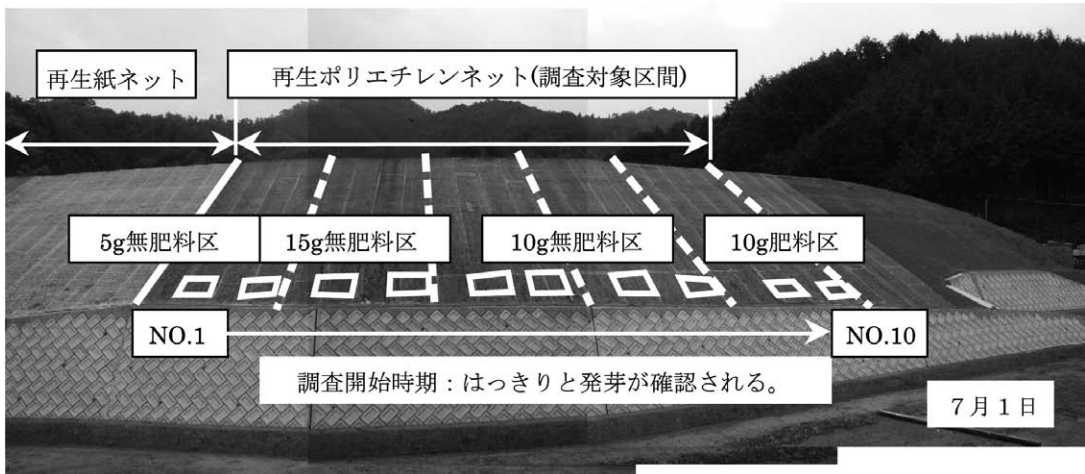 再生紙ネット
再生ポリエチレンネット(調査対象区間)
5g無肥料区
15g無肥料区
10g無肥料区
10g肥料区
NO.1
NO.10
調査開始時期：はっきりと発芽が確認される。
７月１日